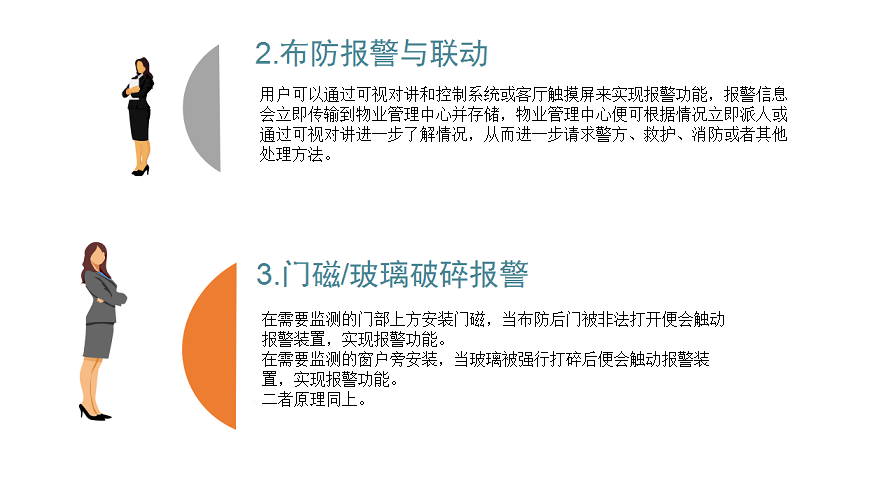 2.布防报警与联动
用户可以通过可视对讲和控制系统或客厅触摸屏来实现报警功能，报警信息
会立即传输到物业管理中心并存储，物业管理中心便可根据情况立即派人或
通过可视对讲进一步了解情况，从而进一步请求警方、救护、消防或者其他
处理方法。
3.门磁/玻璃破碎报警
在需要监测的门部上方安装门磁，当布防后门被非法打开便会触动
报警装置，实现报警功能。
在需要监测的窗户旁安装，当玻璃被强行打碎后便会触动报警装
置，实现报警功能。
二者原理同上。